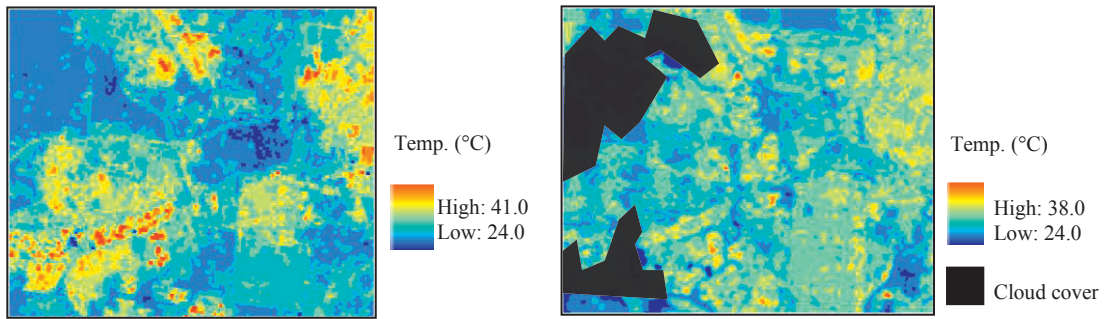 Temp. (°C)
High: 41.0
Low: 24.0
Temp. (°C)
High: 38.0
Low: 24.0
Cloud cover